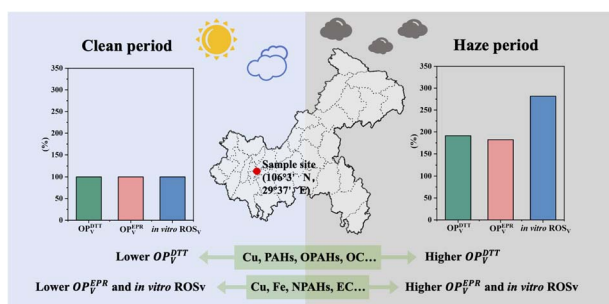 Clean period
Haze period
350
300
250
200
150
100
50
0
(%)
OP_V^DTT
OP_V^EPR
in vitro ROS_V
Sample site
(106°3' N,
29°37' E)
350
300
250
200
150
100
50
0
(%)
OP_V^DTT
OP_V^EPR
in vitro ROS_V
Lower OP_V^DTT
Cu, PAHs, OPAHs, OC…
Higher OP_V^DTT
Lower OP_V^EPR and in vitro ROSv
Cu, Fe, NPAHs, EC…
Higher OP_V^EPR and in vitro ROSv